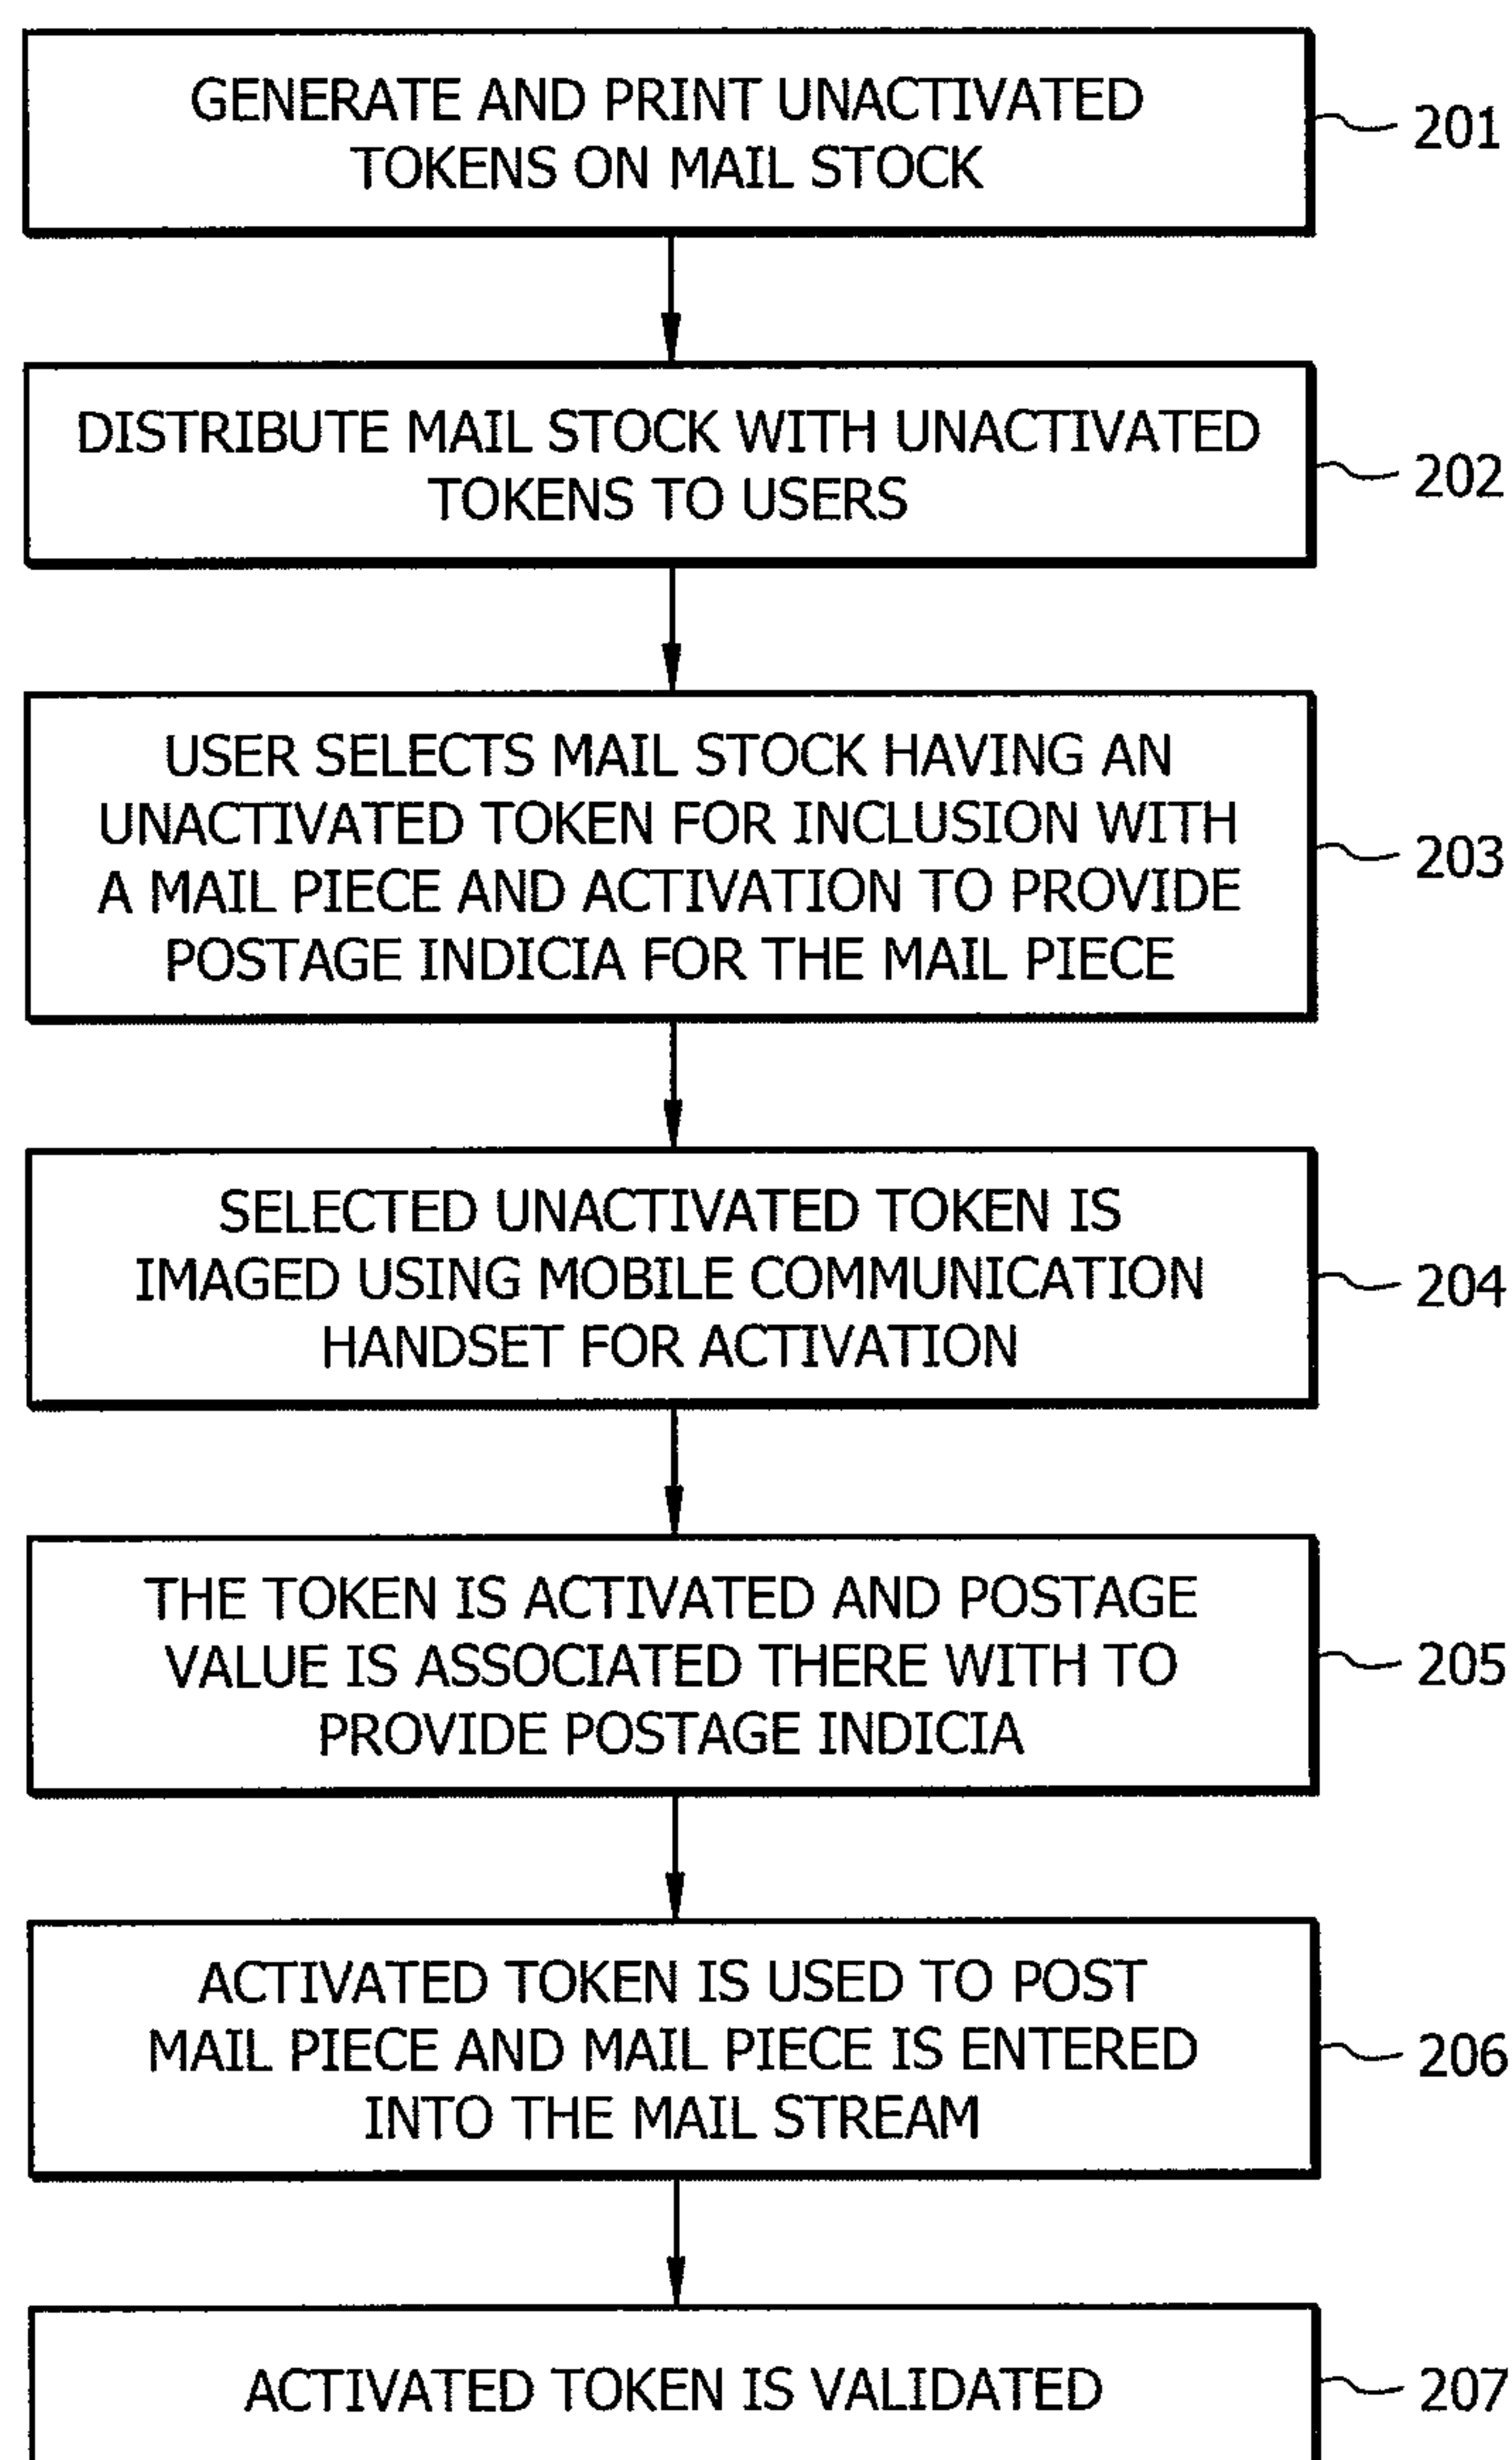 GENERATE AND PRINT UNACTIVATED
TOKENS ON MAIL STOCK
201
DISTRIBUTE MAIL STOCK WITH UNACTIVATED
TOKENS TO USERS
202
USER SELECTS MAIL STOCK HAVING AN
UNACTIVATED TOKEN FOR INCLUSION WITH
A MAIL PIECE AND ACTIVATION TO PROVIDE
POSTAGE INDICIA FOR THE MAIL PIECE
203
SELECTED UNACTIVATED TOKEN IS
IMAGED USING MOBILE COMMUNICATION
HANDSET FOR ACTIVATION
204
THE TOKEN IS ACTIVATED AND POSTAGE
VALUE IS ASSOCIATED THERE WITH TO
PROVIDE POSTAGE INDICIA
205
ACTIVATED TOKEN IS USED TO POST
MAIL PIECE AND MAIL PIECE IS ENTERED
INTO THE MAIL STREAM
206
ACTIVATED TOKEN IS VALIDATED
207